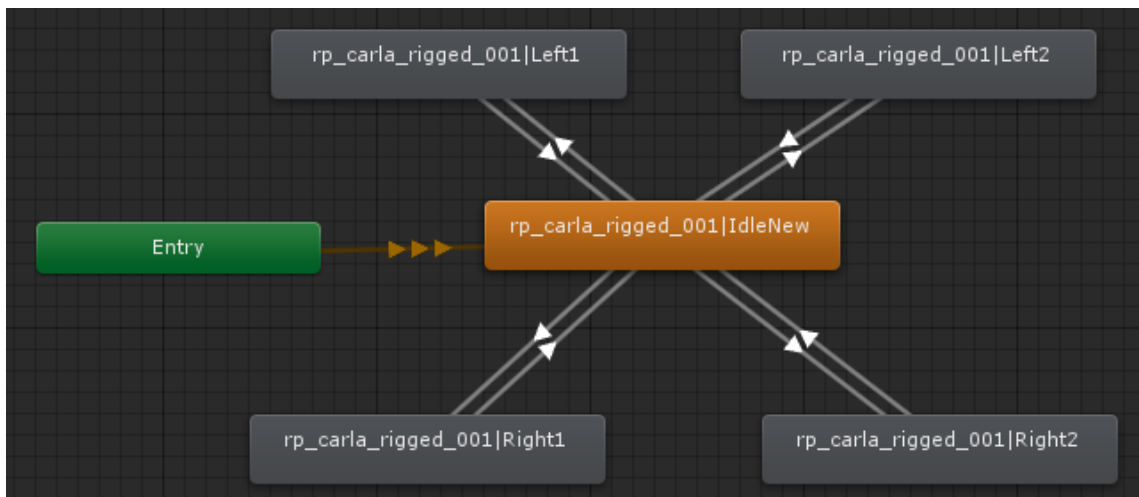 rp_carla_rigged_001|Left1
rp_carla_rigged_001|Left2
Entry
rp_carla_rigged_001|IdleNew
rp_carla_rigged_001|Right1
rp_carla_rigged_001|Right2